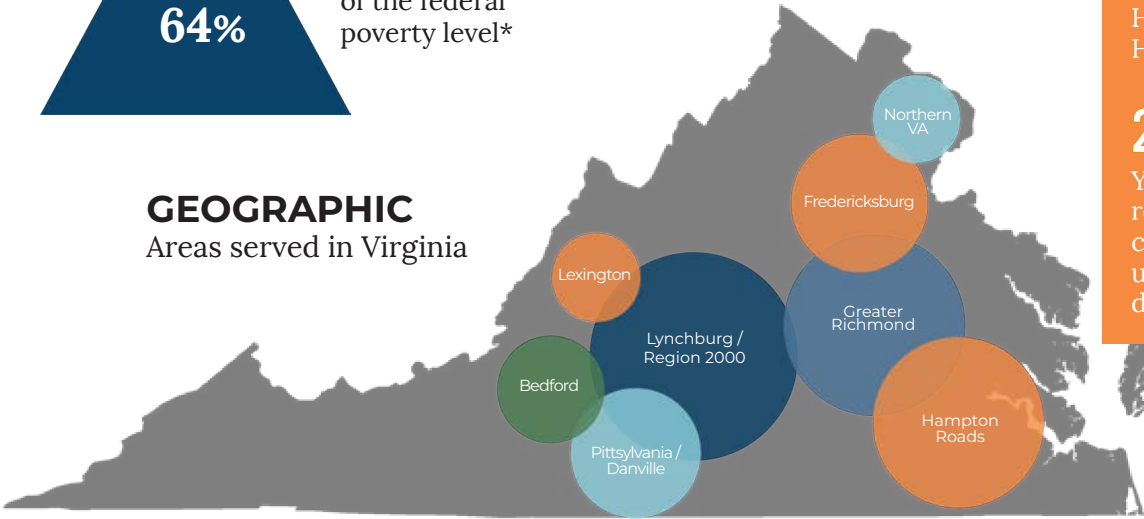 64%
of the federal
poverty level*
GEOGRAPHIC
Areas served in Virginia
Northern
VA
Fredericksburg
Lexington
Greater
Richmond
Lynchburg /
Region 2000
Bedford
Hampton
Roads
Pittsylvania /
Danville